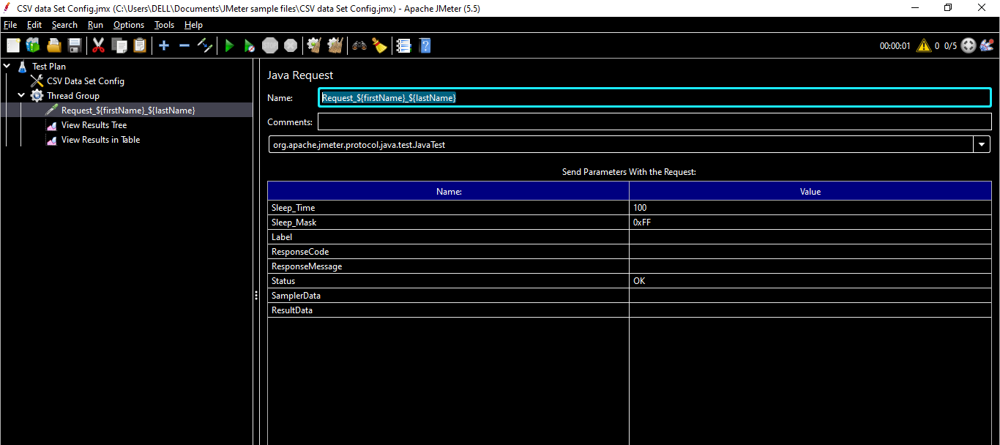 CSV data Set Config.jmx (C:\Users\DELL\Documents\JMeter sample files\CSV data Set Config.jmx) - Apache JMeter (5.5)
File Edit Search Run Options Tools Help
00:00:01 0 0/5
Test Plan
CSV Data Set Config
Thread Group
Request_${firstName}_${lastName}
View Results Tree
View Results in Table
Java Request
Name: Request_${firstName}_${lastName}
Comments:
org.apache.jmeter.protocol.java.test.JavaTest
Send Parameters With the Request:
Name: Value
Sleep_Time 100
Sleep_Mask 0xFF
Label
ResponseCode
ResponseMessage
Status OK
SamplerData
ResultData